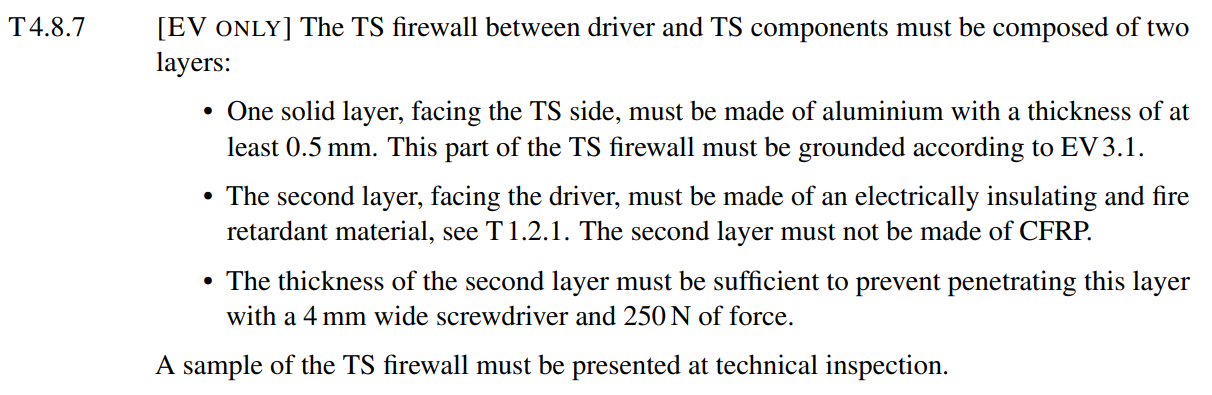 T 4.8.7 [EV ONLY] The TS firewall between driver and TS components must be composed of two
layers:
• One solid layer, facing the TS side, must be made of aluminium with a thickness of at
least 0.5 mm. This part of the TS firewall must be grounded according to EV 3.1.
• The second layer, facing the driver, must be made of an electrically insulating and fire
retardant material, see T 1.2.1. The second layer must not be made of CFRP.
• The thickness of the second layer must be sufficient to prevent penetrating this layer
with a 4 mm wide screwdriver and 250 N of force.
A sample of the TS firewall must be presented at technical inspection.